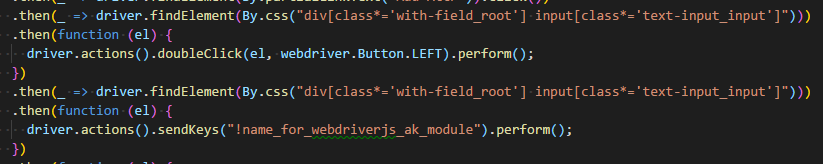 .then(_ => driver.findElement(By.css("div[class*='with-field_root'] input[class*='text-input_input']")))
.then(function (el) {
driver.actions().doubleClick(el, webdriver.Button.LEFT).perform();
})
.then(_ => driver.findElement(By.css("div[class*='with-field_root'] input[class*='text-input_input']")))
.then(function (el) {
driver.actions().sendKeys("!name_for_webdriverjs_ak_module").perform();
})